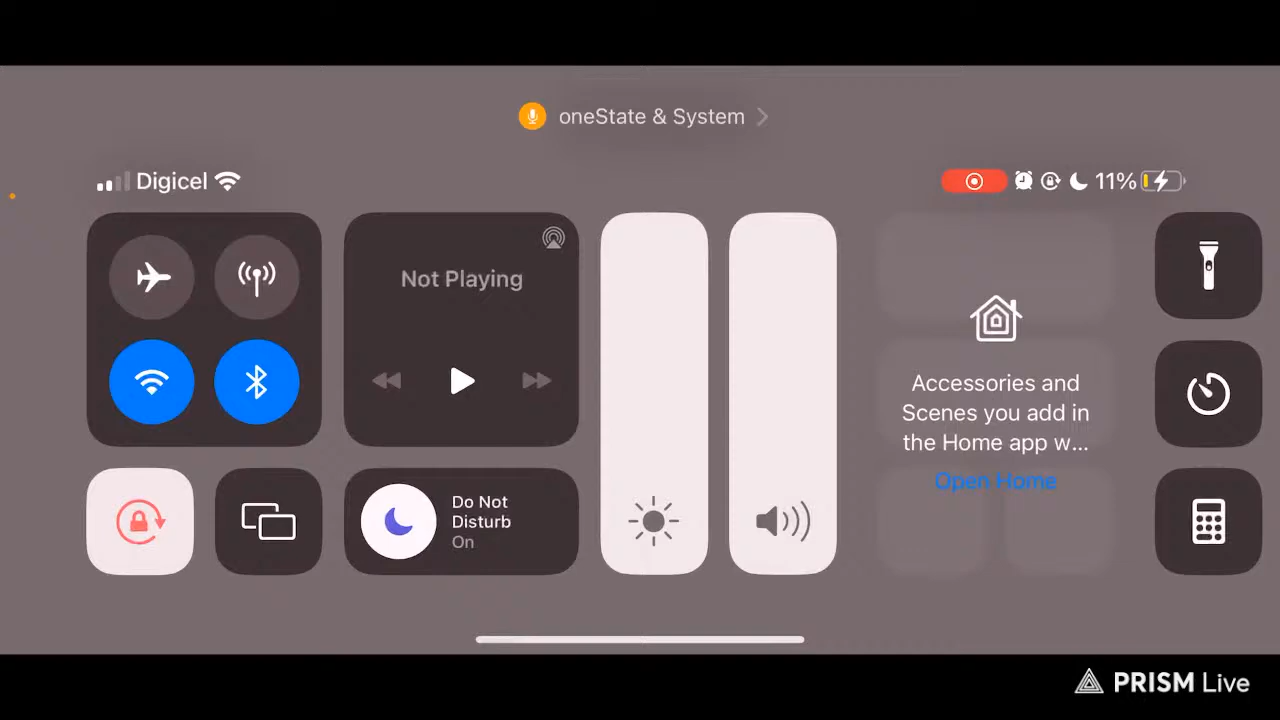 oneState & System
Digicel
11%
Not Playing
Do Not
Disturb
On
Accessories and
Scenes you add in
the Home app w...
Open Home
PRISM Live